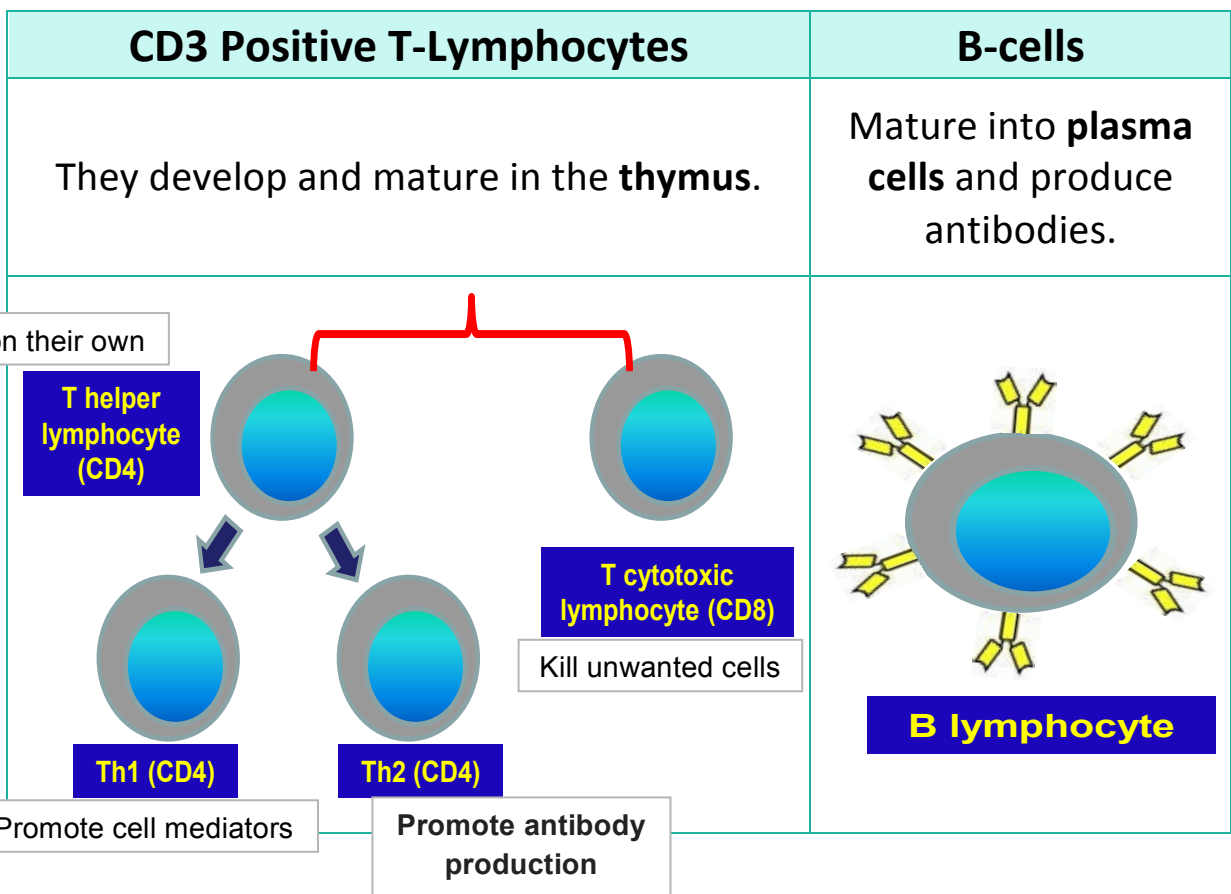 CD3 Positive T-Lymphocytes
B-cells
They develop and mature in the thymus.
Mature into plasma
cells and produce
antibodies.
on their own
T helper
lymphocyte
(CD4)
T cytotoxic
lymphocyte (CD8)
Kill unwanted cells
Th1 (CD4)
Th2 (CD4)
Promote cell mediators
Promote antibody
production
B lymphocyte